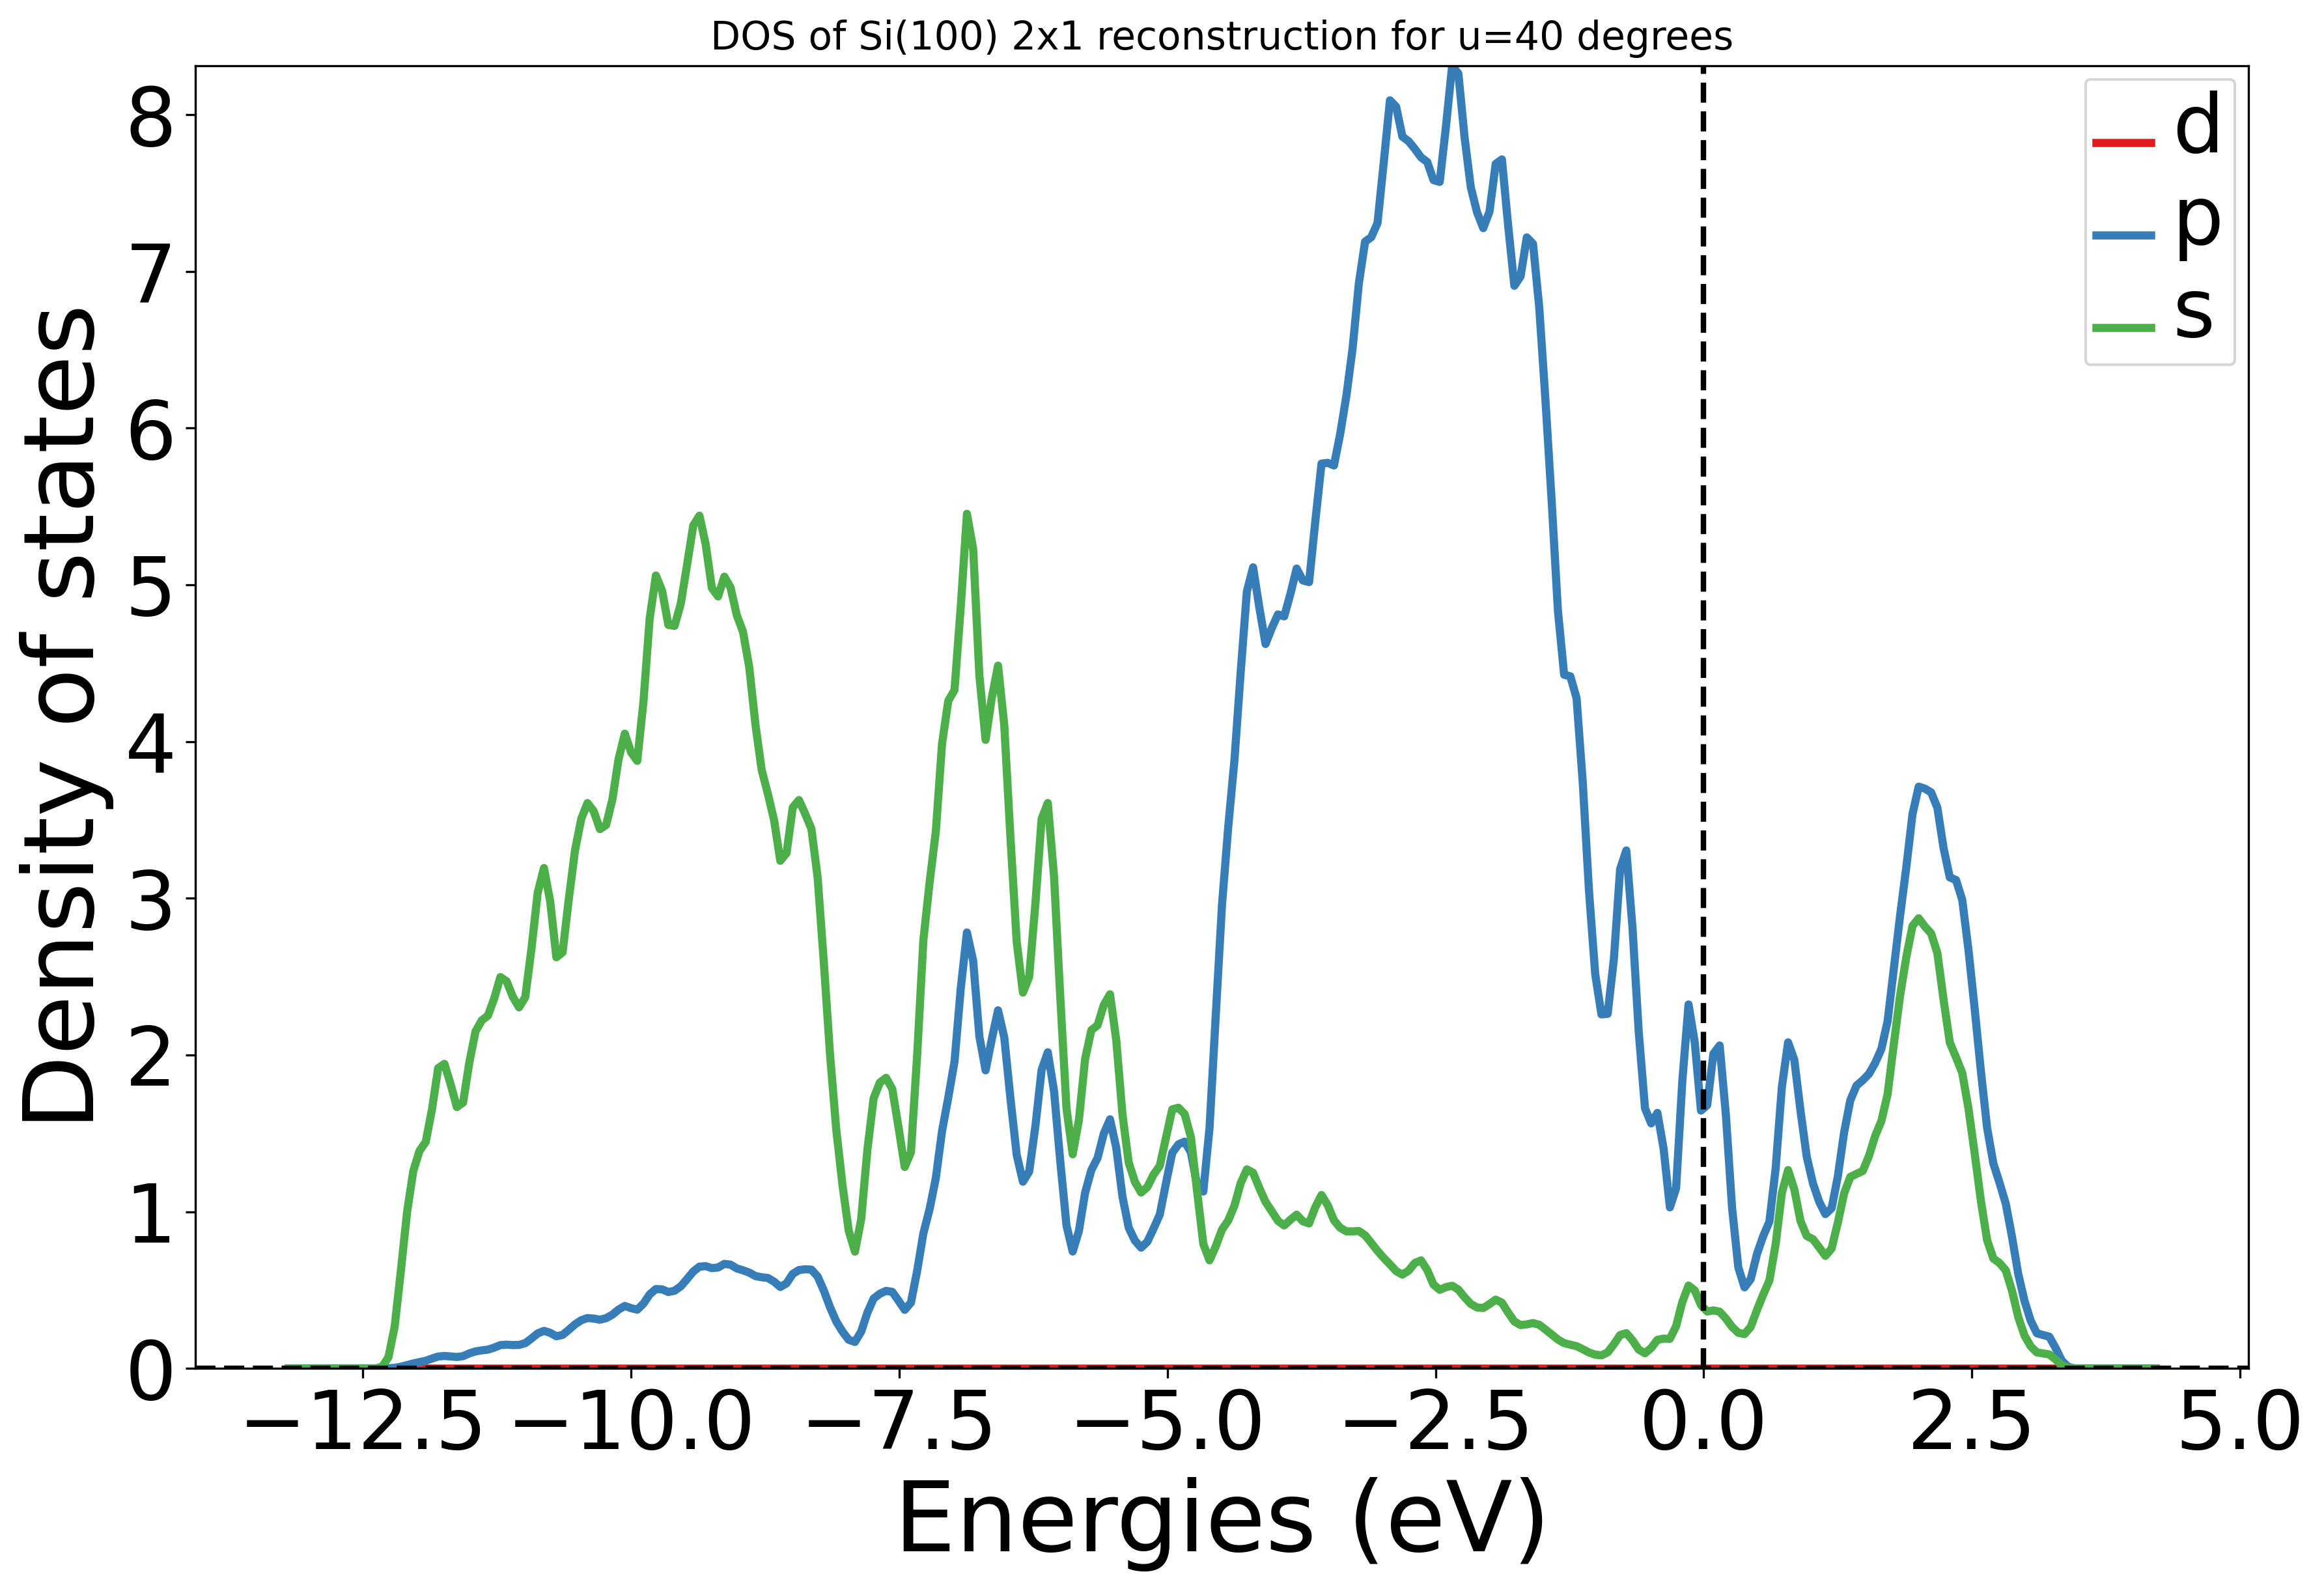 DOS of Si(100) 2x1 reconstruction for u=40 degrees
Density of states
8
7
6
5
4
3
2
1
0
d
p
s
−12.5 −10.0 −7.5 −5.0 −2.5 0.0 2.5 5.0
Energies (eV)